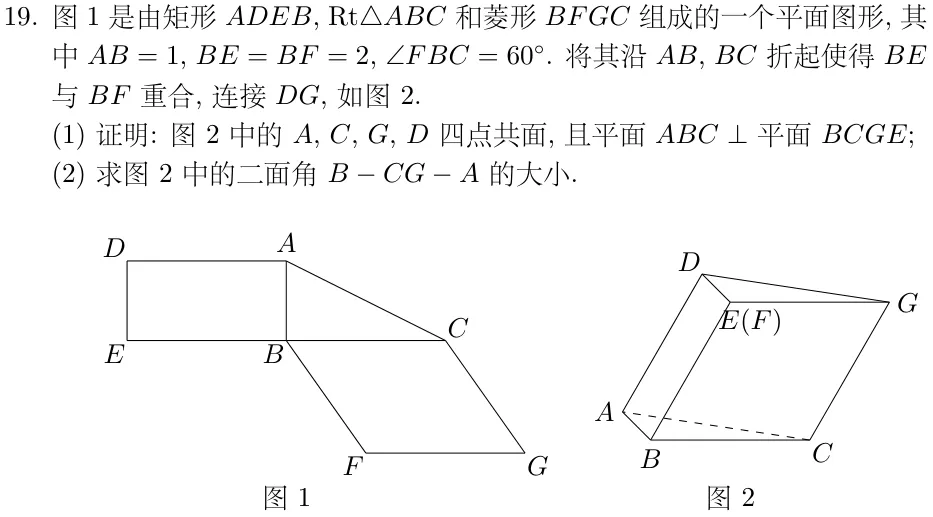 19. 图 1 是由矩形 ADEB, Rt△ABC 和菱形 BFGC 组成的一个平面图形, 其
中 AB = 1, BE = BF = 2, ∠FBC = 60°. 将其沿 AB, BC 折起使得 BE
与 BF 重合, 连接 DG, 如图 2.
(1) 证明: 图 2 中的 A, C, G, D 四点共面, 且平面 ABC ⊥ 平面 BCGE;
(2) 求图 2 中的二面角 B − CG − A 的大小.
D
A
E
B
C
F
G
图 1
D
E(F)
G
A
B
C
图 2